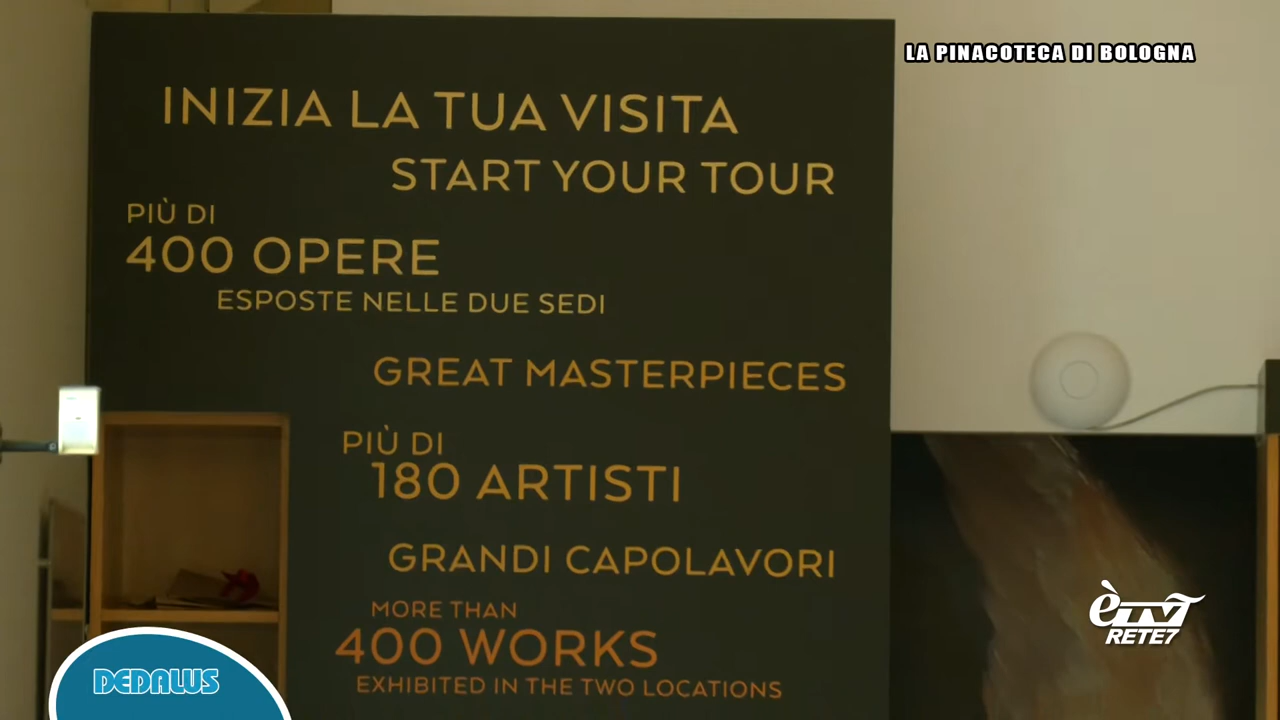 LA PINACOTECA DI BOLOGNA
INIZIA LA TUA VISITA
START YOUR TOUR
PIÙ DI
400 OPERE
ESPOSTE NELLE DUE SEDI
GREAT MASTERPIECES
PIÙ DI
180 ARTISTI
GRANDI CAPOLAVORI
MORE THAN
400 WORKS
EXHIBITED IN THE TWO LOCATIONS
èTV
RETE7
DEDALUS